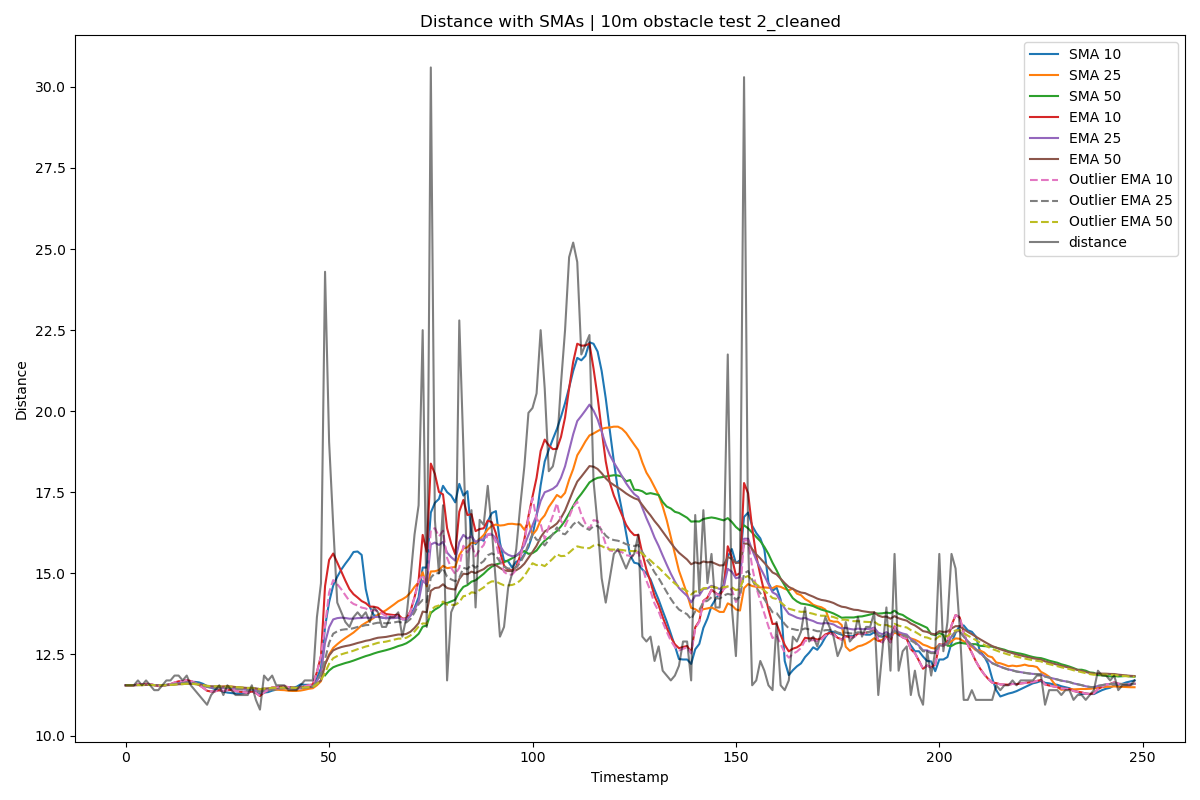 Distance with SMAs | 10m obstacle test 2_cleaned
SMA 10
SMA 25
SMA 50
EMA 10
EMA 25
EMA 50
Outlier EMA 10
Outlier EMA 25
Outlier EMA 50
distance
30.0
27.5
25.0
22.5
20.0
17.5
15.0
12.5
10.0
Distance
0
50
100
150
200
250
Timestamp